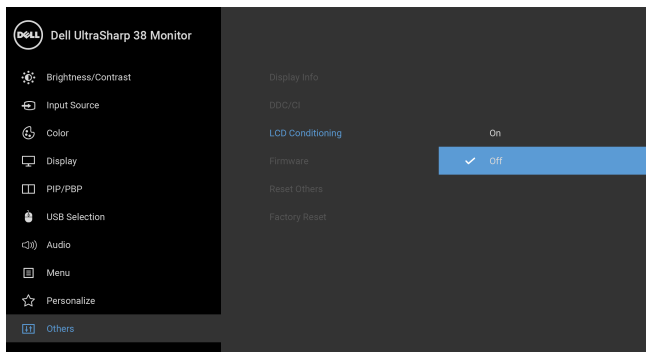 DELL Dell UltraSharp 38 Monitor
Brightness/Contrast
Display Info
Input Source
DDC/CI
Color
LCD Conditioning
On
Display
Firmware
Off
PIP/PBP
Reset Others
USB Selection
Factory Reset
Audio
Menu
Personalize
Others